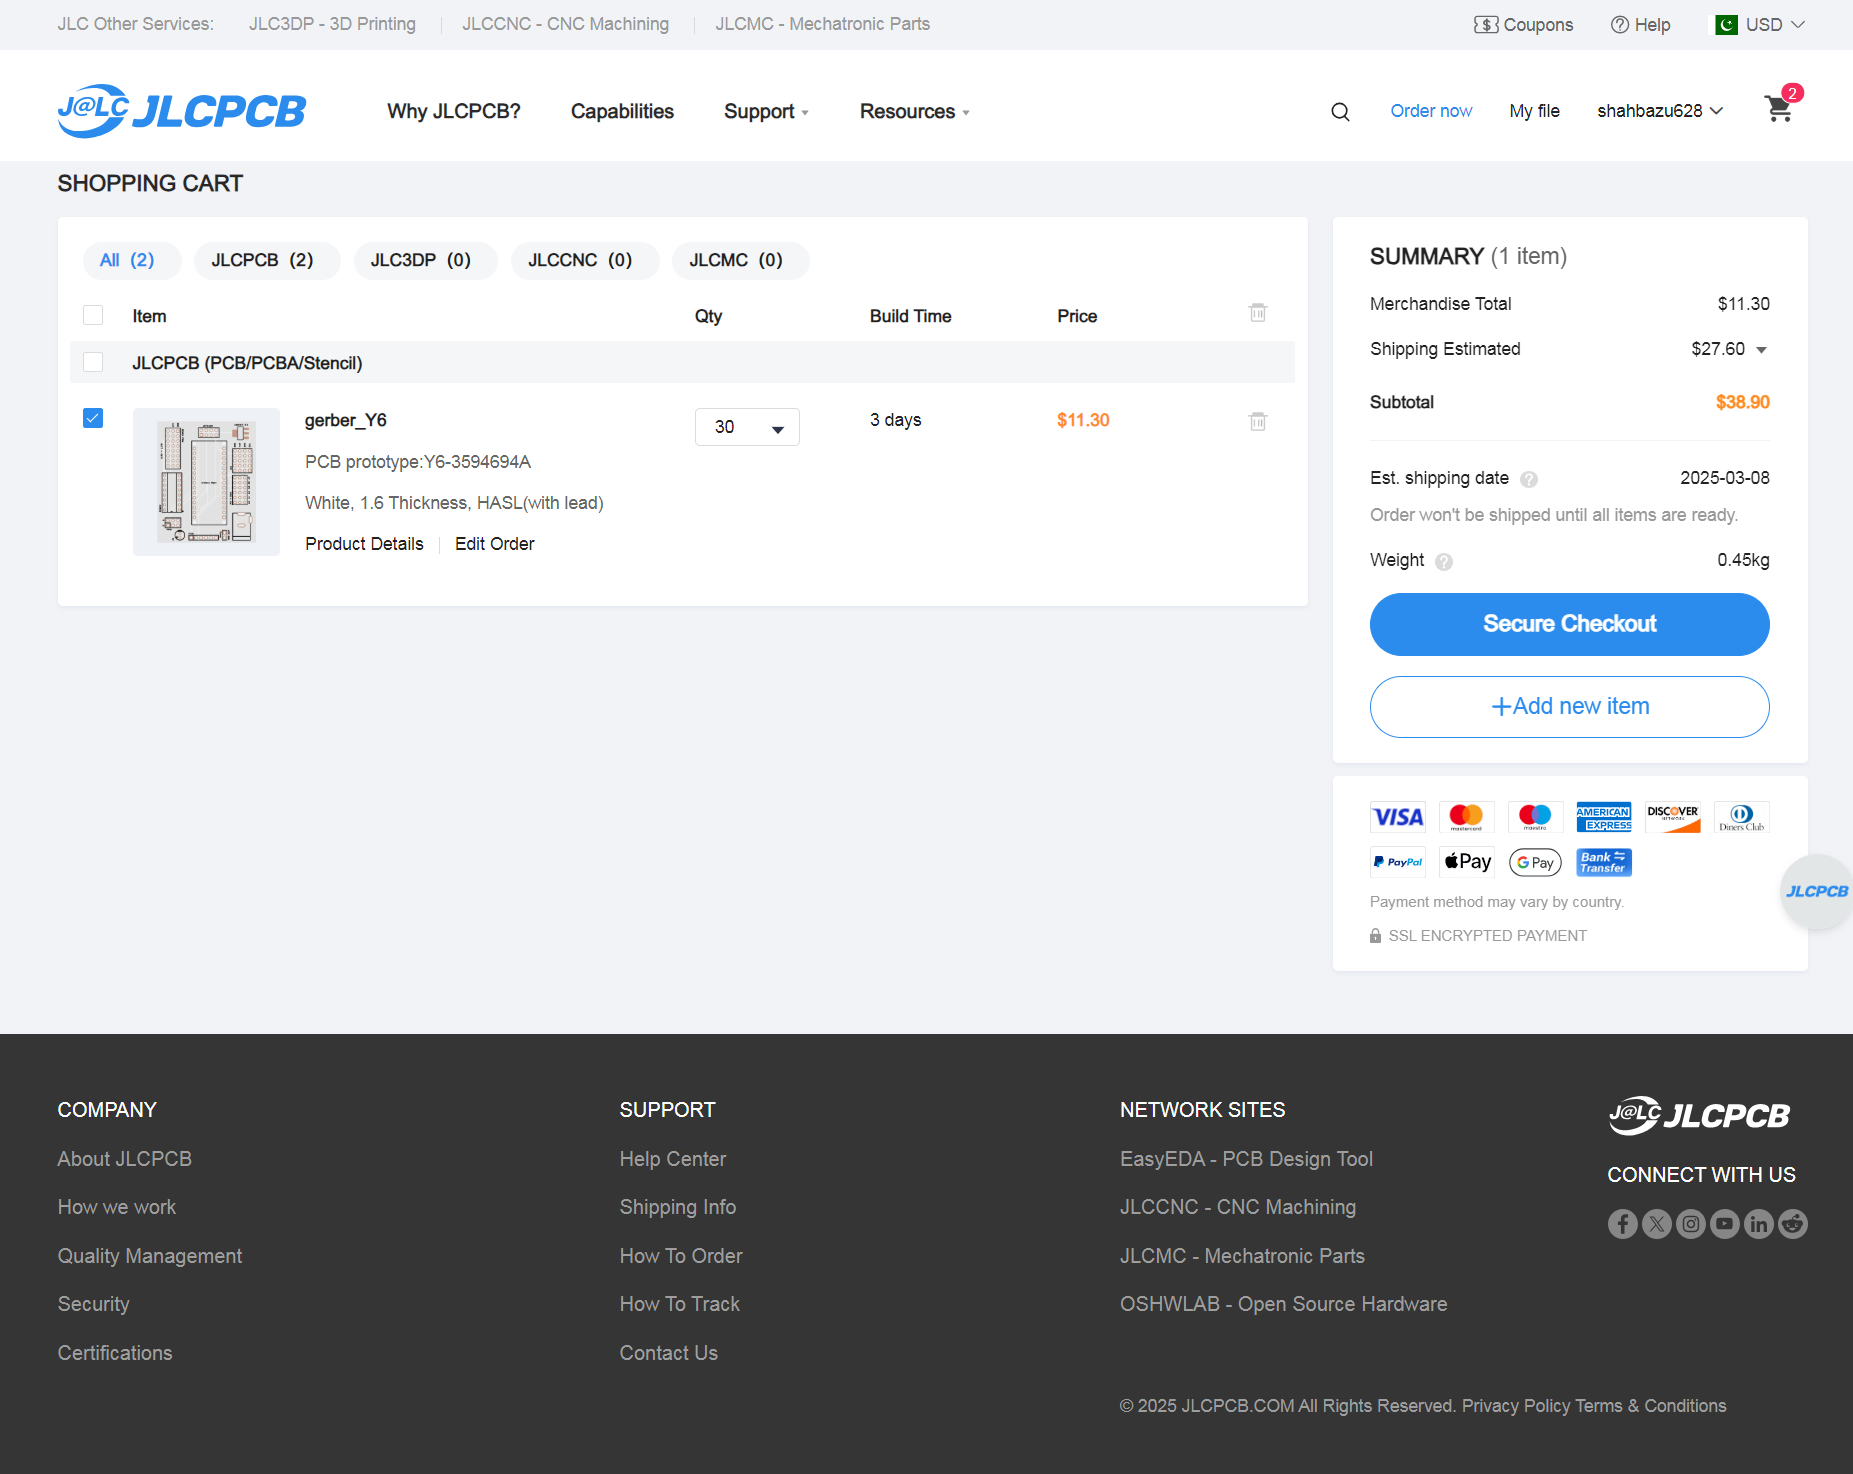 JLC Other Services: JLC3DP - 3D Printing JLCCNC - CNC Machining JLCMC - Mechatronic Parts Coupons Help USD
J@LC JLCPCB Why JLCPCB? Capabilities Support Resources Order now My file shahbazu628 2
SHOPPING CART
All (2) JLCPCB (2) JLC3DP (0) JLCCNC (0) JLCMC (0)
Item Qty Build Time Price
JLCPCB (PCB/PCBA/Stencil)
gerber_Y6 30 3 days $11.30
PCB prototype:Y6-3594694A
White, 1.6 Thickness, HASL(with lead)
Product Details Edit Order
SUMMARY (1 item)
Merchandise Total $11.30
Shipping Estimated $27.60
Subtotal $38.90
Est. shipping date ? 2025-03-08
Order won't be shipped until all items are ready.
Weight ? 0.45kg
Secure Checkout
+Add new item
VISA mastercard maestro AMERICAN EXPRESS DISCOVER NETWORK Diners Club
PayPal Pay G Pay Bank Transfer
JLCPCB
Payment method may vary by country.
SSL ENCRYPTED PAYMENT
COMPANY
About JLCPCB
How we work
Quality Management
Security
Certifications
SUPPORT
Help Center
Shipping Info
How To Order
How To Track
Contact Us
NETWORK SITES
EasyEDA - PCB Design Tool
JLCCNC - CNC Machining
JLCMC - Mechatronic Parts
OSHWLAB - Open Source Hardware
J@LC JLCPCB
CONNECT WITH US
© 2025 JLCPCB.COM All Rights Reserved. Privacy Policy Terms & Conditions